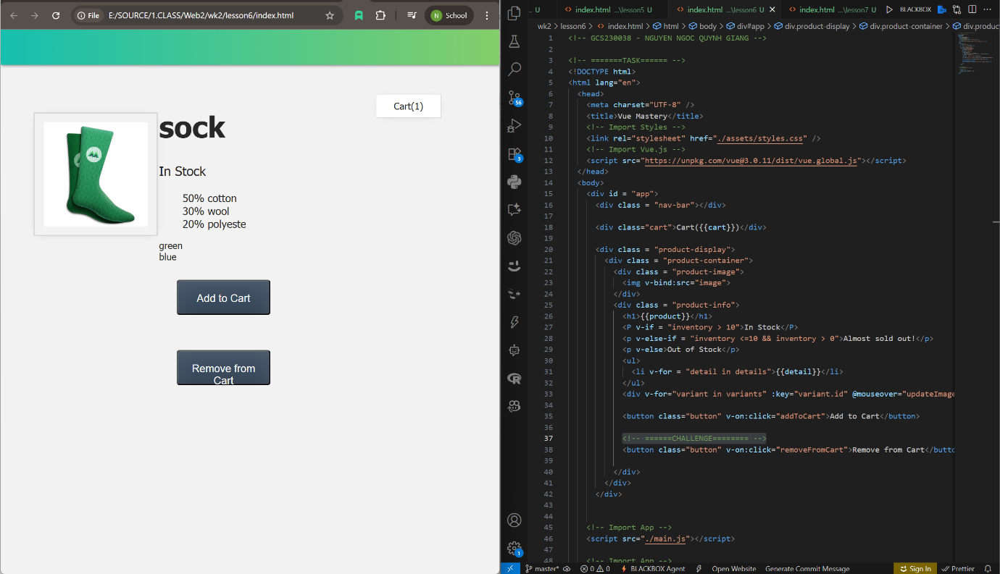 File E:/SOURCE/1.CLASS/Web2/wk2/lesson6/index.html
N School
Cart(1)
sock
In Stock
50% cotton
30% wool
20% polyeste
green
blue
Add to Cart
Remove from
Cart
U
index.html ...\lesson5 U
index.html ...\lesson6 U
index.html ...\lesson7 U
BLACKBOX
wk2 > lesson6 > index.html > html > body > div#app > div.product-display > div.product-container > div.produc
1 <!-- GCS230038 - NGUYEN NGOC QUYNH GIANG -->
2
3 <!-- =======TASK====== -->
4 <!DOCTYPE html>
5 <html lang="en">
6 <head>
7 <meta charset="UTF-8" />
8 <title>Vue Mastery</title>
9 <!-- Import Styles -->
10 <link rel="stylesheet" href="./assets/styles.css" />
11 <!-- Import Vue.js -->
12 <script src="https://unpkg.com/vue@3.0.11/dist/vue.global.js"></script>
13 </head>
14 <body>
15 <div id = "app">
16 <div class = "nav-bar"></div>
17
18 <div class="cart">Cart({{cart}})</div>
19
20 <div class = "product-display">
21 <div class = "product-container">
22 <div class = "product-image">
23 <img v-bind:src="image">
24 </div>
25 <div class = "product-info">
26 <h1>{{product}}</h1>
27 <P v-if = "inventory > 10">In Stock</P>
28 <p v-else-if = "inventory <=10 && inventory > 0">Almost sold out!</p>
29 <p v-else>Out of Stock</p>
30 <ul>
31 <li v-for = "detail in details">{{detail}}</li>
32 </ul>
33 <div v-for="variant in variants" :key="variant.id" @mouseover="updateImage
34
35 <button class="button" v-on:click="addToCart">Add to Cart</button>
36
37 <!-- ======CHALLENGE======== -->
38 <button class="button" v-on:click="removeFromCart">Remove from Cart</butto
39
40 </div>
41 </div>
42 </div>
43
44
45 <!-- Import App -->
46 <script src="./main.js"></script>
47
48 <!-- Import App -->
56
3
1
master*
0 0
BLACKBOX Agent
Open Website
Generate Commit Message
Sign In
Prettier